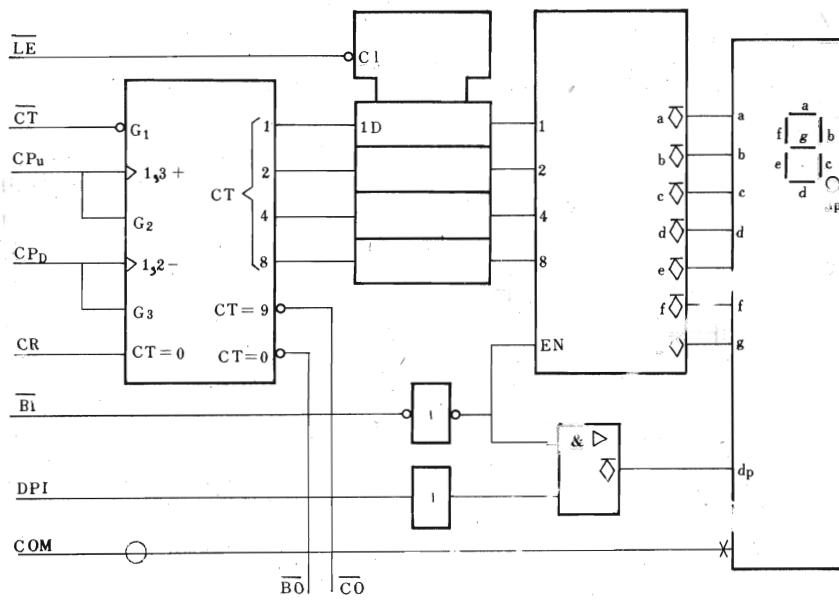 LE
C1
CT
G1
1
1D
1
a
a
a
f
g
b
CPu
1,3 +
2
2
b
b
e
c
d
G2
CT
4
4
c
c
CPD
1,2 -
8
8
d
d
e
G3
CT = 9
f
f
CR
CT = 0
CT = 0
EN
g
BI
1
&
DPI
1
dp
COM
BO
CO